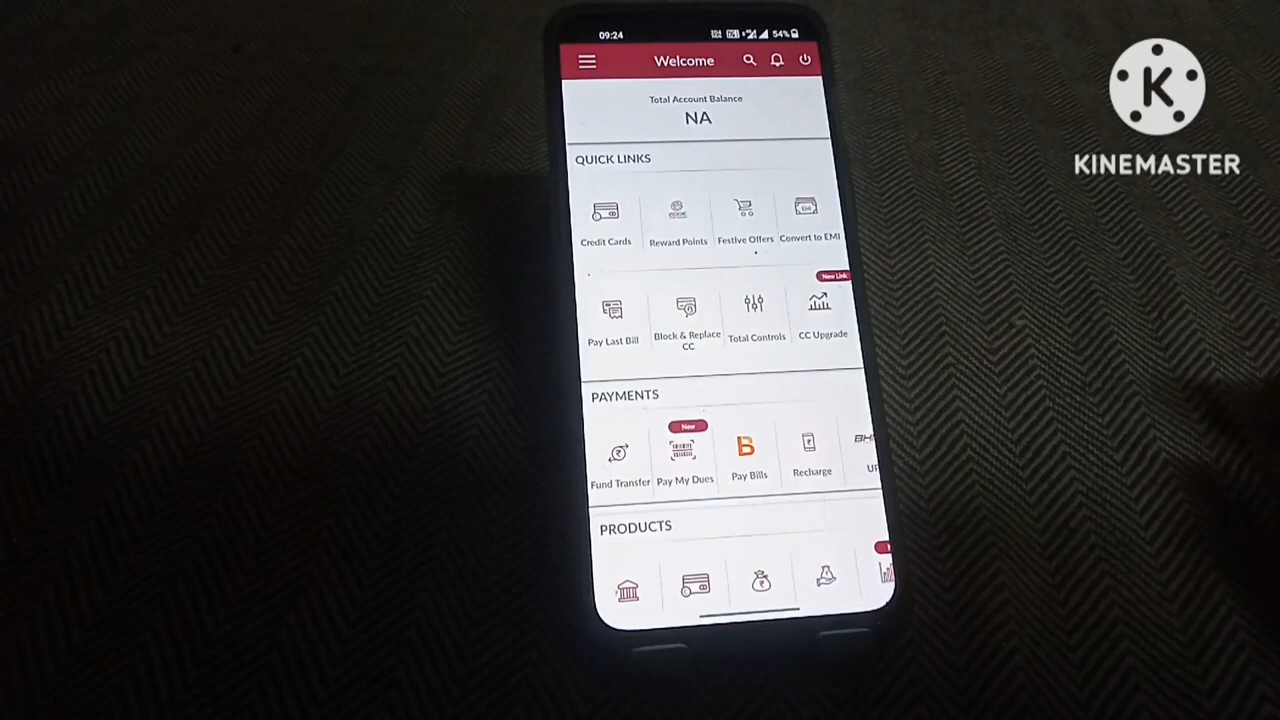 09:24
54%
Welcome
Total Account Balance
NA
QUICK LINKS
Credit Cards
Reward Points
Festive Offers
Convert to EMI
EDGE
New Link
Pay Last Bill
Block & Replace
CC
Total Controls
CC Upgrade
PAYMENTS
New
Fund Transfer
Pay My Dues
B
Pay Bills
Recharge
PRODUCTS
K
KINEMASTER